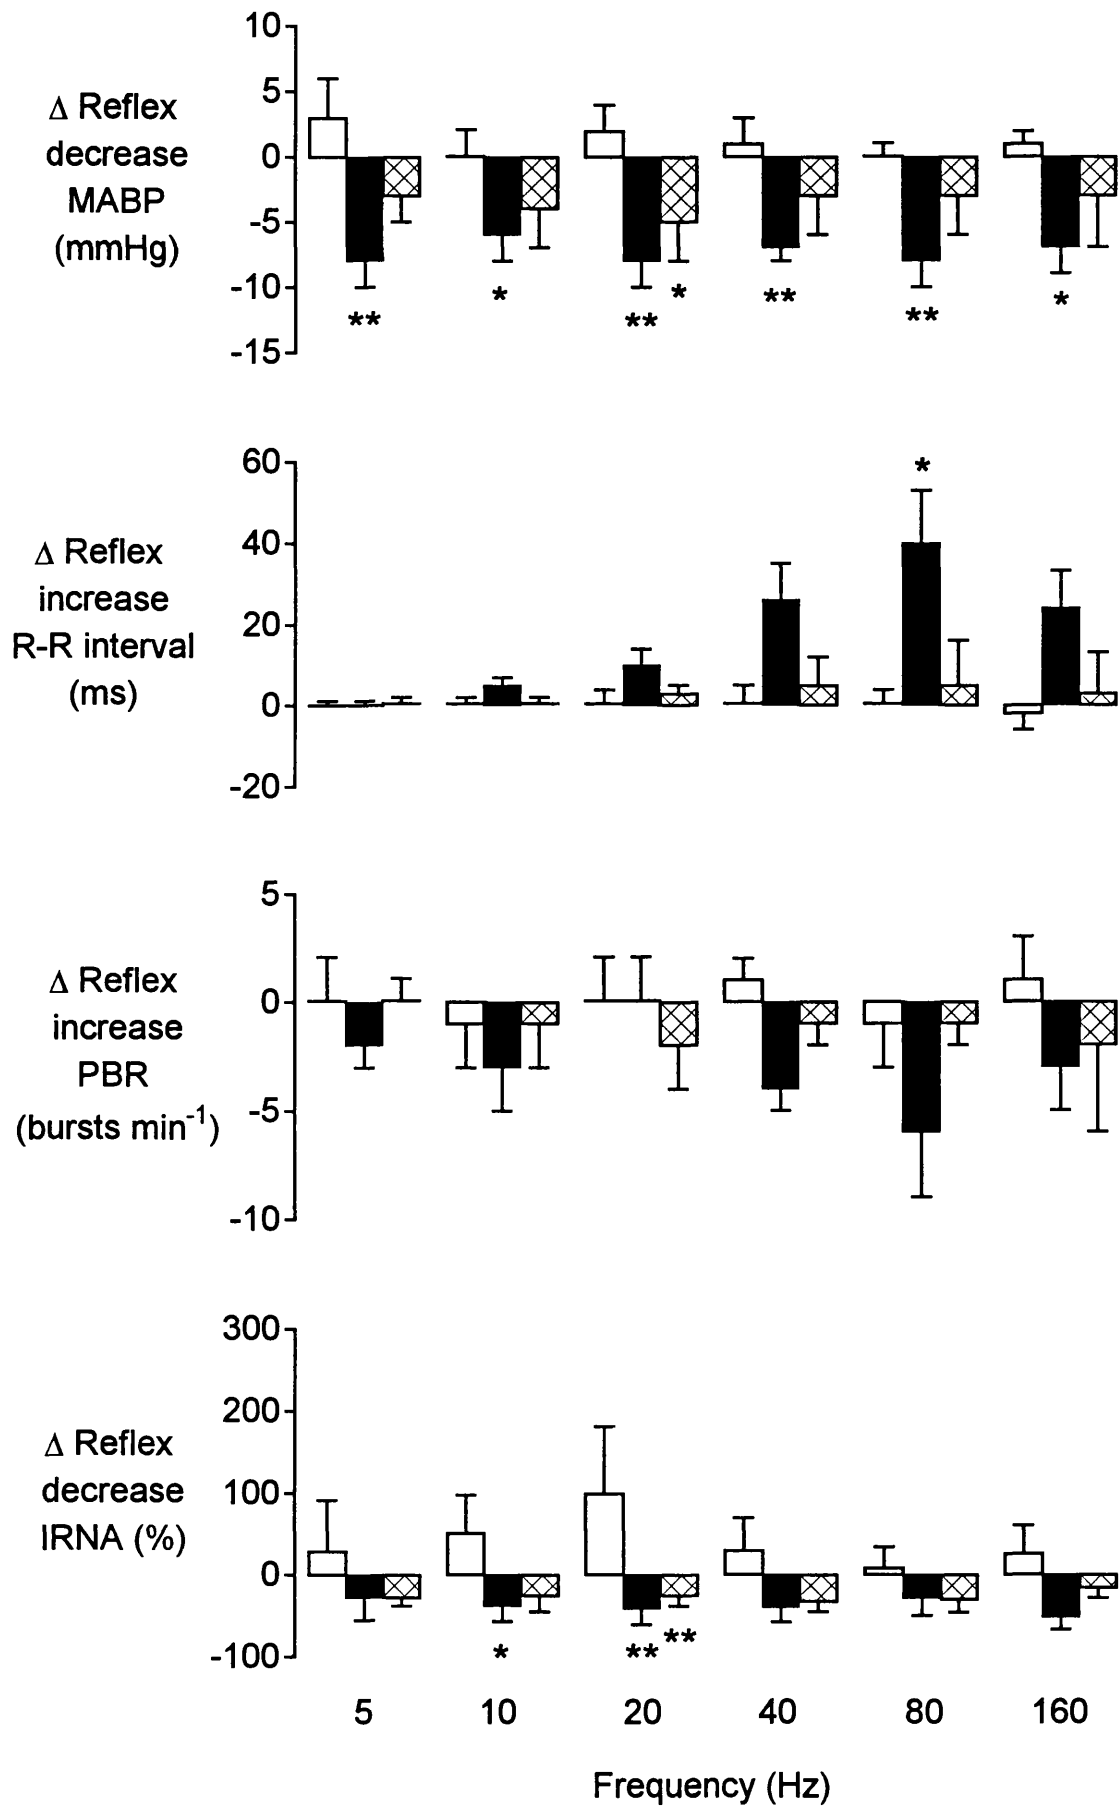 10
5
0
-5
-10
-15
Δ Reflex
decrease
MABP
(mmHg)
** * ** * ** ** *
60
40
20
0
-20
Δ Reflex
increase
R-R interval
(ms)
*
5
0
-5
-10
Δ Reflex
increase
PBR
(bursts min⁻¹)
300
200
100
0
-100
Δ Reflex
decrease
IRNA (%)
* ** **
5 10 20 40 80 160
Frequency (Hz)